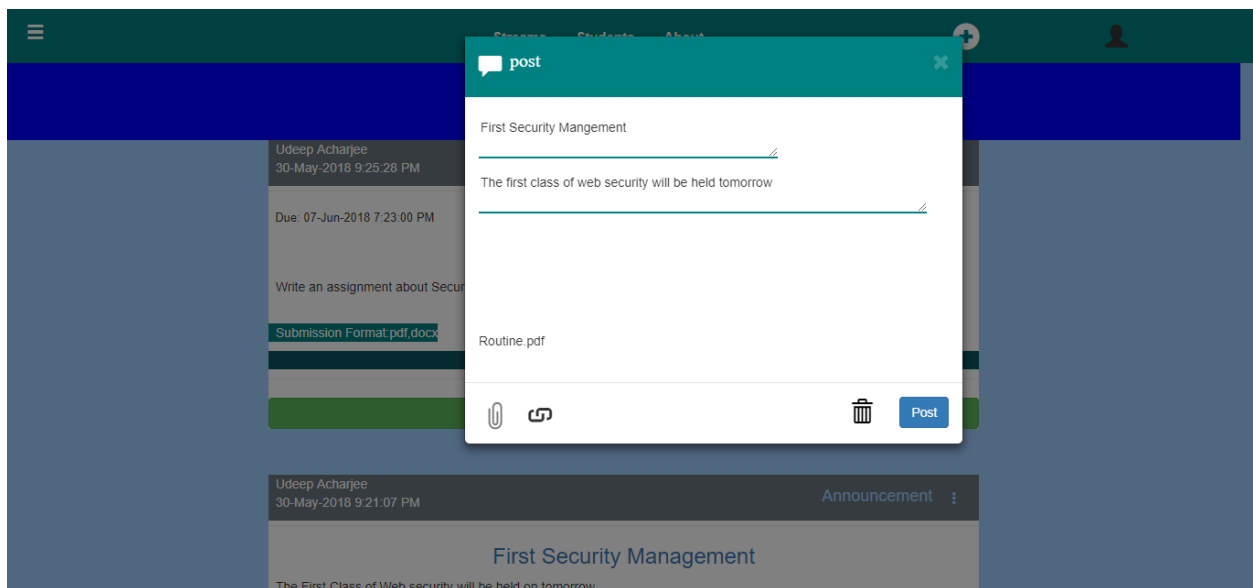 Streams Students About
post
First Security Mangement
The first class of web security will be held tomorrow
Routine.pdf
Post
Udeep Acharjee
30-May-2018 9:25:28 PM
Due: 07-Jun-2018 7:23:00 PM
Write an assignment about Secur
Submission Format:pdf,docx
Udeep Acharjee
30-May-2018 9:21:07 PM
Announcement
First Security Management
The First Class of Web security will be held on tomorrow